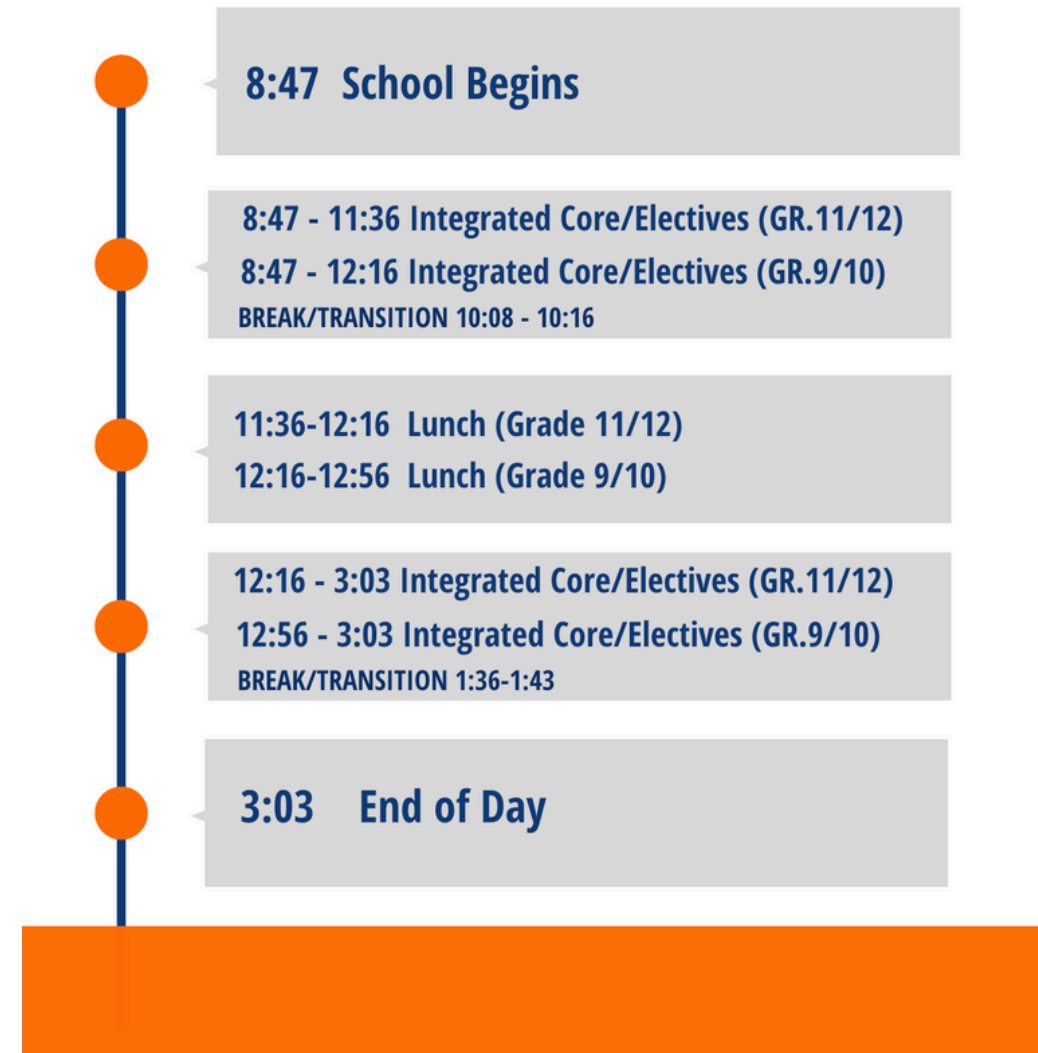 8:47 School Begins
8:47 - 11:36 Integrated Core/Electives (GR.11/12)
8:47 - 12:16 Integrated Core/Electives (GR.9/10)
BREAK/TRANSITION 10:08 - 10:16
11:36-12:16 Lunch (Grade 11/12)
12:16-12:56 Lunch (Grade 9/10)
12:16 - 3:03 Integrated Core/Electives (GR.11/12)
12:56 - 3:03 Integrated Core/Electives (GR.9/10)
BREAK/TRANSITION 1:36-1:43
3:03 End of Day